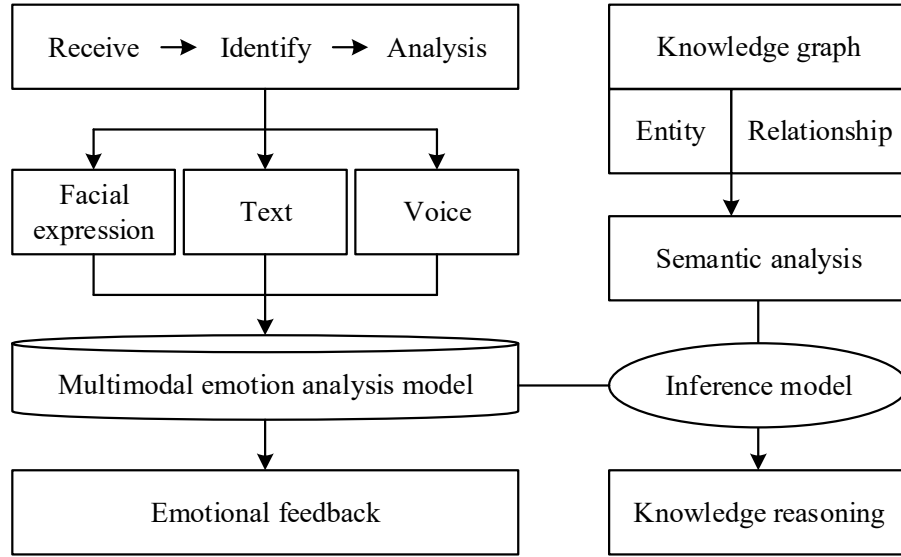 Receive Identify Analysis
Facial
expression
Text
Voice
Multimodal emotion analysis model
Emotional feedback
Knowledge graph
Entity
Relationship
Semantic analysis
Inference model
Knowledge reasoning